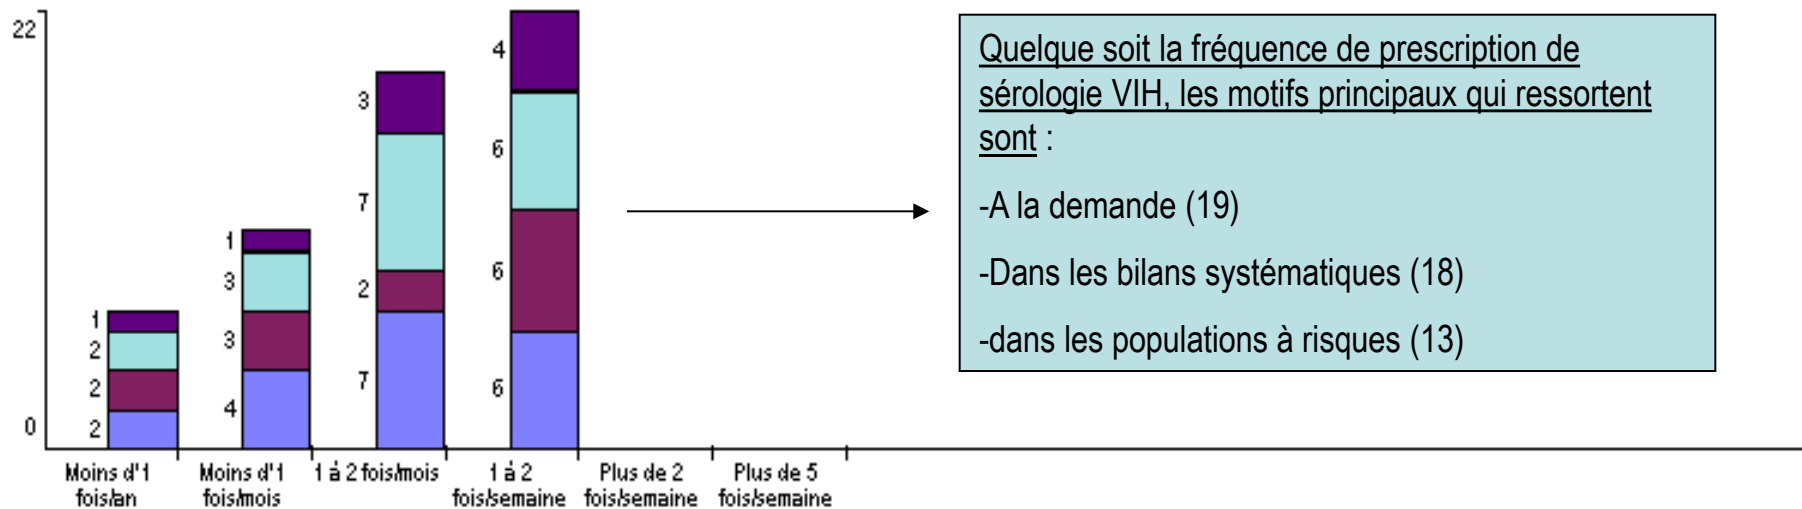 22
4
3
6
7
1
3
6
1
2
3
2
2
4
7
6
2
0
Moins d'1
fois/an
Moins d'1
fois/mois
1 à 2 fois/mois
1 à 2
fois/semaine
Plus de 2
fois/semaine
Plus de 5
fois/semaine
Quelque soit la fréquence de prescription de
sérologie VIH, les motifs principaux qui ressortent
sont :
-A la demande (19)
-Dans les bilans systématiques (18)
-dans les populations à risques (13)